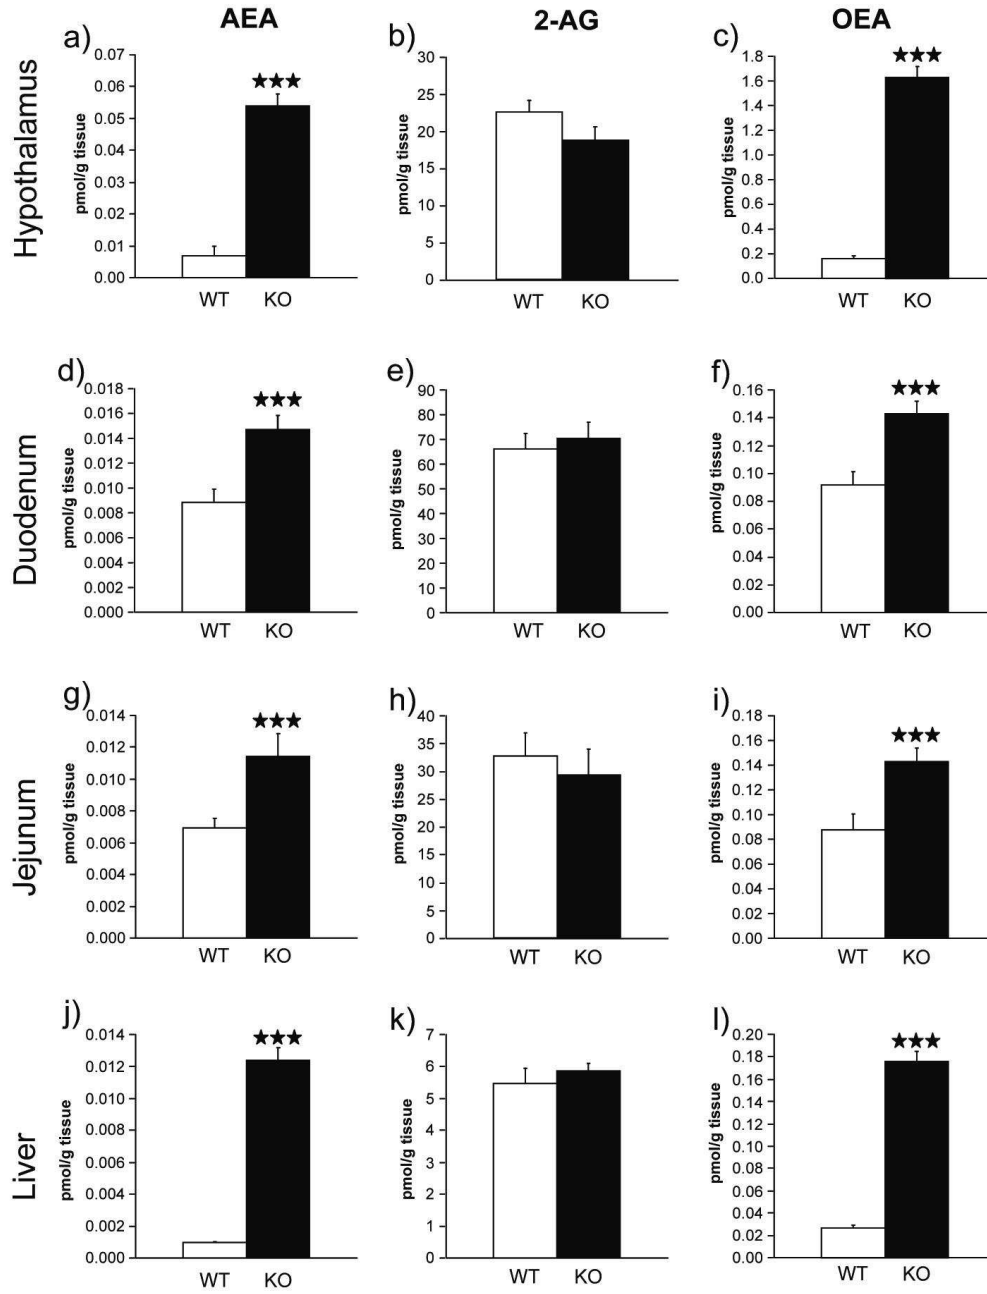 AEA 2-AG OEA
Hypothalamus
a)
pmol/g tissue
0.07
0.06
0.05
0.04
0.03
0.02
0.01
0.00
★★★
WT KO
b)
pmol/g tissue
30
25
20
15
10
5
0
WT KO
c)
pmol/g tissue
1.8
1.6
1.4
1.2
1.0
0.8
0.6
0.4
0.2
0.0
★★★
WT KO
Duodenum
d)
pmol/g tissue
0.018
0.016
0.014
0.012
0.010
0.008
0.006
0.004
0.002
0.000
★★★
WT KO
e)
pmol/g tissue
90
80
70
60
50
40
30
20
10
0
WT KO
f)
pmol/g tissue
0.16
0.14
0.12
0.10
0.08
0.06
0.04
0.02
0.00
★★★
WT KO
Jejunum
g)
pmol/g tissue
0.014
0.012
0.010
0.008
0.006
0.004
0.002
0.000
★★★
WT KO
h)
pmol/g tissue
40
35
30
25
20
15
10
5
0
WT KO
i)
pmol/g tissue
0.18
0.16
0.14
0.12
0.10
0.08
0.06
0.04
0.02
0.00
★★★
WT KO
Liver
j)
pmol/g tissue
0.014
0.012
0.010
0.008
0.006
0.004
0.002
0.000
★★★
WT KO
k)
pmol/g tissue
7
6
5
4
3
2
1
0
WT KO
l)
pmol/g tissue
0.20
0.18
0.16
0.14
0.12
0.10
0.08
0.06
0.04
0.02
0.00
★★★
WT KO